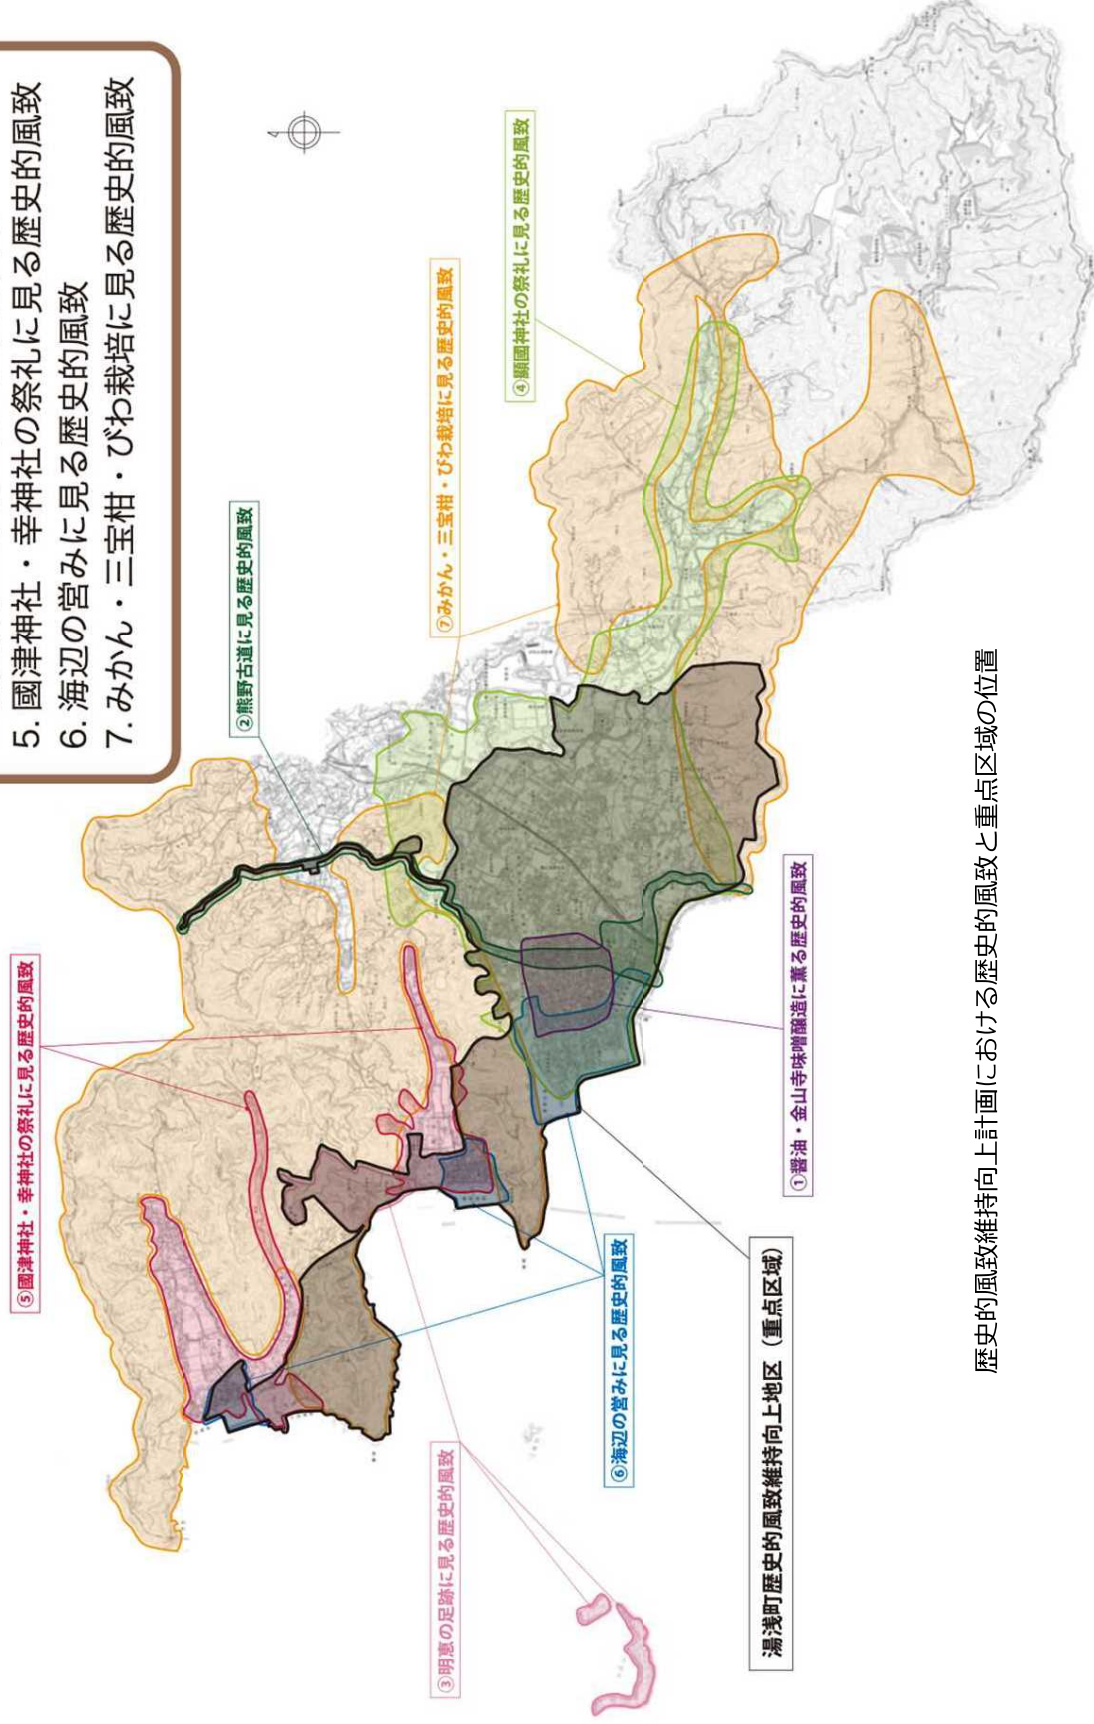 5. 國津神社・幸神社の祭礼に見る歴史的風致
6. 海辺の営みに見る歴史的風致
7. みかん・三宝柑・びわ栽培に見る歴史的風致
⑤國津神社・幸神社の祭礼に見る歴史的風致
②熊野古道に見る歴史的風致
⑦みかん・三宝柑・びわ栽培に見る歴史的風致
④顯國神社の祭礼に見る歴史的風致
③明恵の足跡に見る歴史的風致
⑥海辺の営みに見る歴史的風致
湯浅町歴史的風致維持向上地区（重点区域）
①醤油・金山寺味噌醸造に薫る歴史的風致
歴史的風致維持向上計画における歴史的風致と重点区域の位置